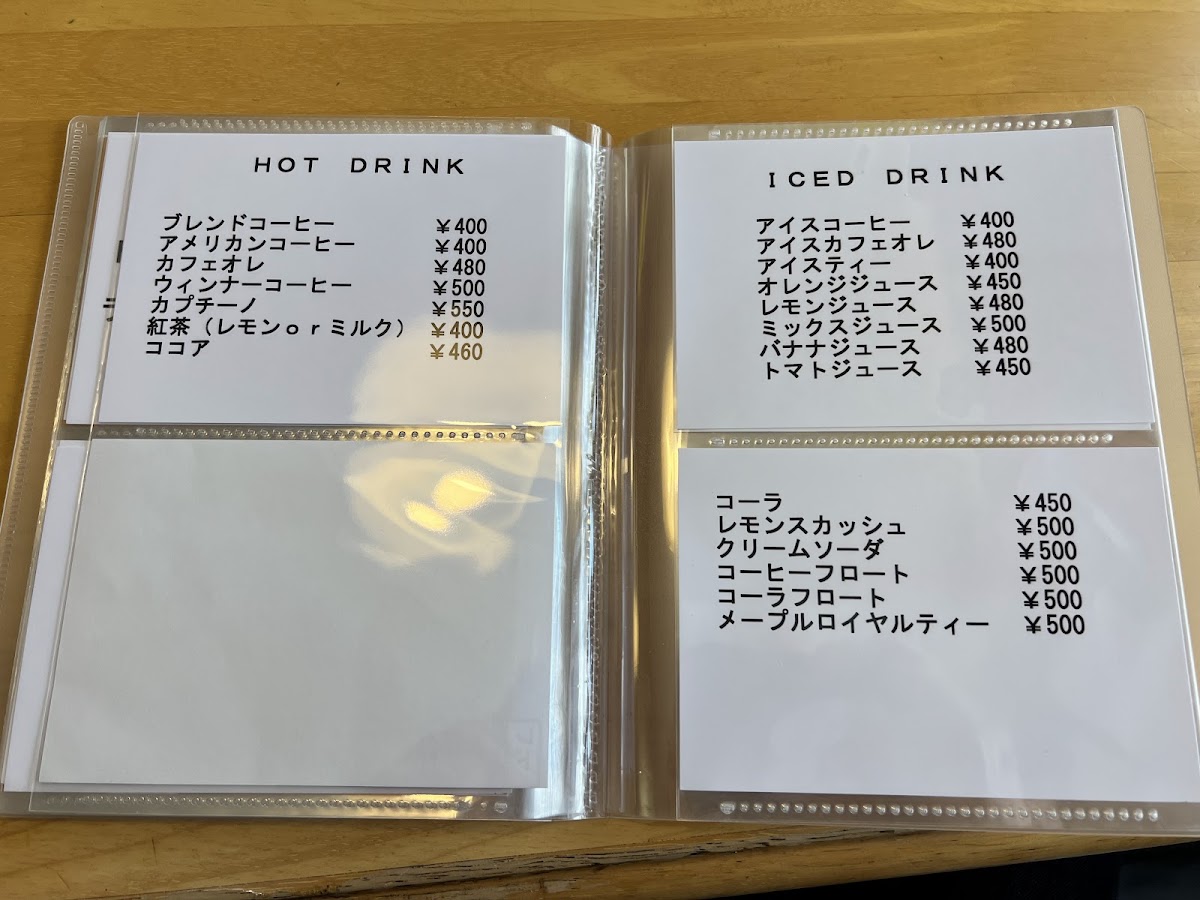 HOT DRINK
ブレンドコーヒー ¥400
アメリカンコーヒー ¥400
カフェオレ ¥480
ウィンナーコーヒー ¥500
カプチーノ ¥550
紅茶（レモンorミルク） ¥400
ココア ¥460
ICED DRINK
アイスコーヒー ¥400
アイスカフェオレ ¥480
アイスティー ¥400
オレンジジュース ¥450
レモンジュース ¥480
ミックスジュース ¥500
バナナジュース ¥480
トマトジュース ¥450
コーラ ¥450
レモンスカッシュ ¥500
クリームソーダ ¥500
コーヒーフロート ¥500
コーラフロート ¥500
メープルロイヤルティー ¥500